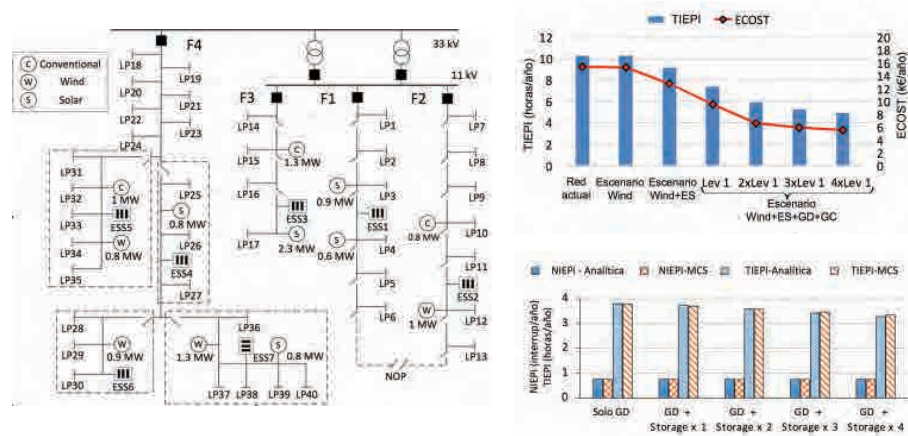 33 kV
11 kV
F4
F3
F1
F2
C Conventional
W Wind
S Solar
LP18
LP19
LP20
LP21
LP22
LP23
LP24
LP31
LP32
C
1 MW
ESS5
LP33
LP34
W
0.8 MW
LP35
LP25
S
0.8 MW
LP26
ESS4
LP27
LP28
LP29
W
0.9 MW
LP30
ESS6
LP36
W
1.3 MW
ESS7
S
0.8 MW
LP37 LP38 LP39 LP40
LP14
LP15
C
1.3 MW
LP16
ESS3
LP17
S
2.3 MW
LP1
LP2
LP3
S
0.9 MW
ESS1
LP4
S
0.6 MW
LP5
LP6
LP7
LP8
LP9
C
0.8 MW
LP10
LP11
ESS2
LP12
W
1 MW
LP13
NOP
TIEPI ECOST
TIEPI (horas/año)
12
10
8
6
4
2
0
20
18
16
14
12
10
8
6
4
2
0
ECOST (k€/año)
Red actual
Escenario Wind
Escenario Wind+ES
Lev 1 2xLev 1 3xLev 1 4xLev 1
Escenario
Wind+ES+GD+GC
NIEPI - Analítica NIEPI-MCS TIEPI-Analítica TIEPI-MCS
NIEPI (interrup/año)
TIEPI (horas/año)
4
3
2
1
0
Solo GD GD + GD + GD + GD +
Storage x 1 Storage x 2 Storage x 3 Storage x 4